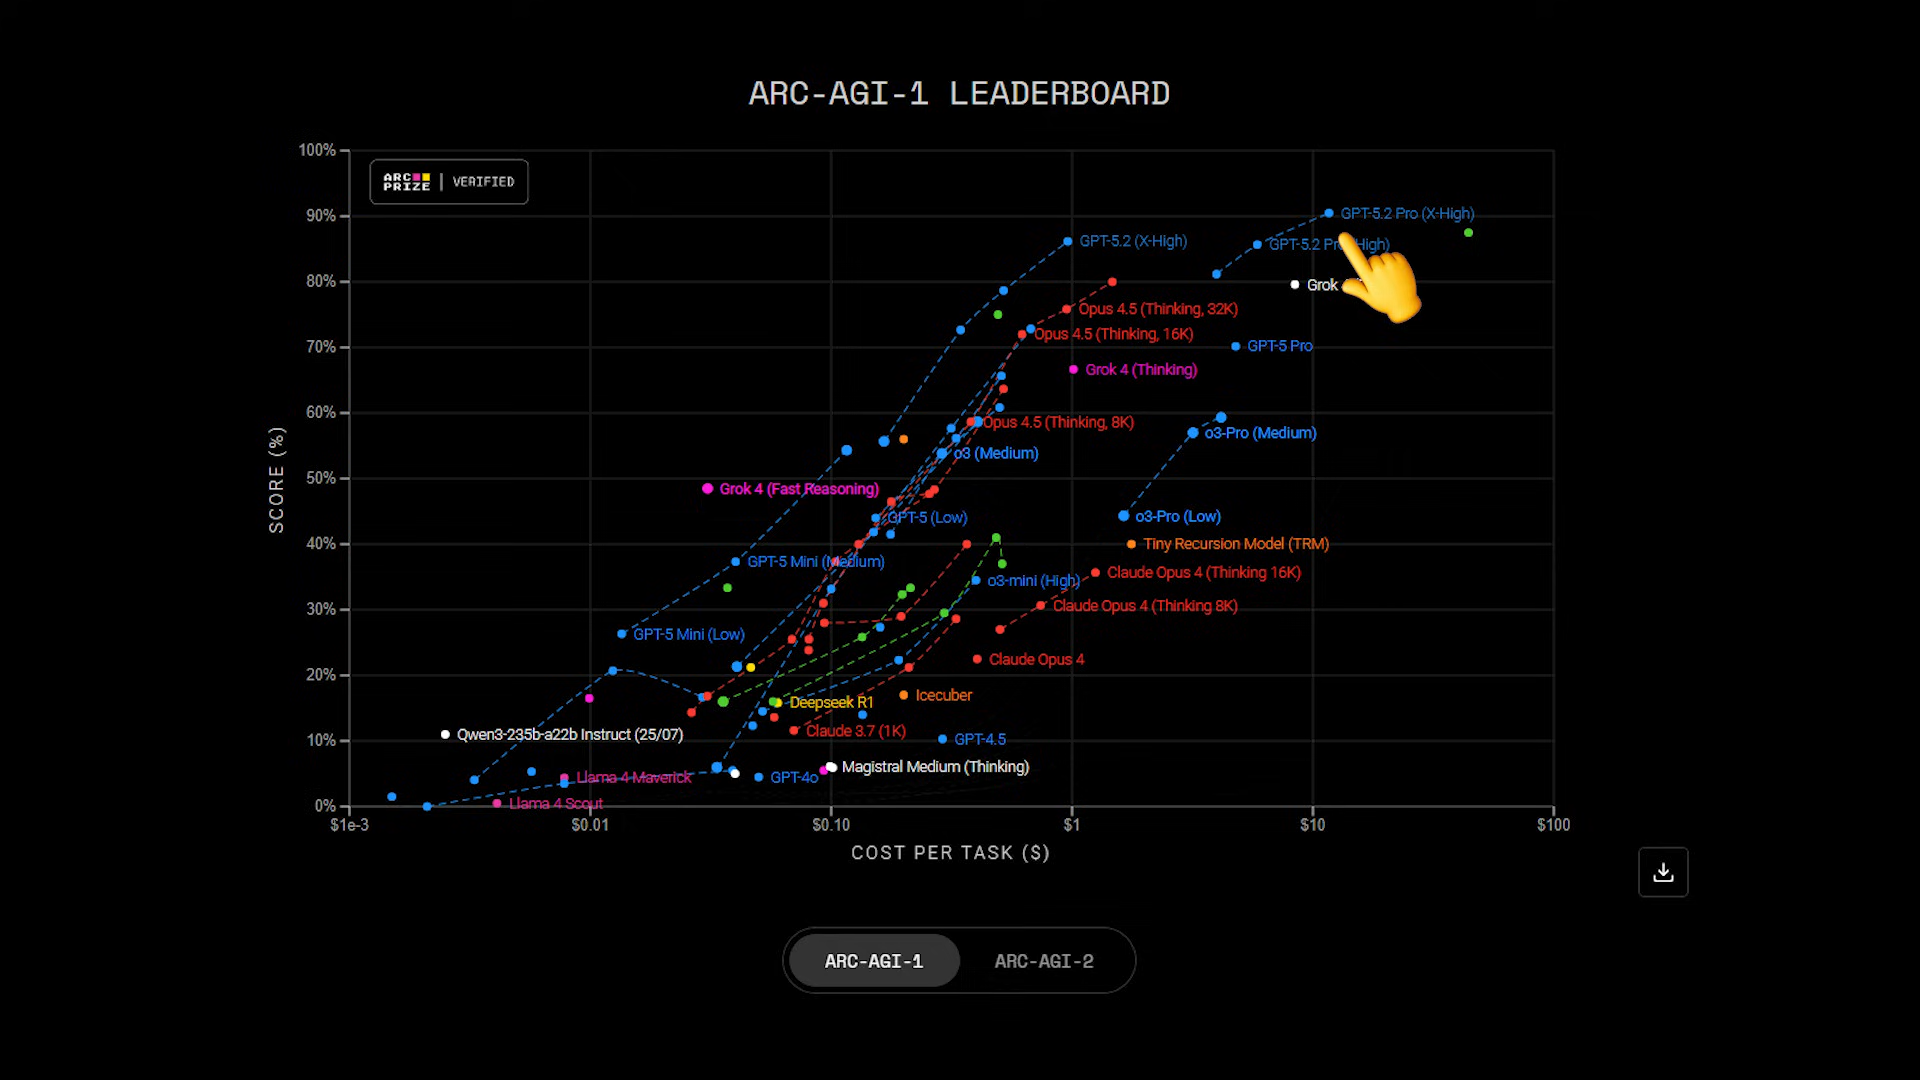 ARC-AGI-1 LEADERBOARD
100%
90%
80%
70%
60%
50%
40%
30%
20%
10%
0%
SCORE (%)
ARC PRIZE | VERIFIED
GPT-5.2 Pro (X-High)
GPT-5.2 (X-High)
GPT-5.2 Pr High)
Grok
Opus 4.5 (Thinking, 32K)
Opus 4.5 (Thinking, 16K)
GPT-5 Pro
Grok 4 (Thinking)
Opus 4.5 (Thinking, 8K)
o3-Pro (Medium)
o3 (Medium)
Grok 4 (Fast Reasoning)
GPT-5 (Low)
o3-Pro (Low)
Tiny Recursion Model (TRM)
GPT-5 Mini (Medium)
Claude Opus 4 (Thinking 16K)
o3-mini (High)
Claude Opus 4 (Thinking 8K)
GPT-5 Mini (Low)
Claude Opus 4
Icecuber
Deepseek R1
Claude 3.7 (1K)
Qwen3-235b-a22b Instruct (25/07)
GPT-4.5
Magistral Medium (Thinking)
Llama 4 Maverick
GPT-4o
Llama 4 Scout
$1e-3
$0.01
$0.10
$1
$10
$100
COST PER TASK ($)
ARC-AGI-1
ARC-AGI-2